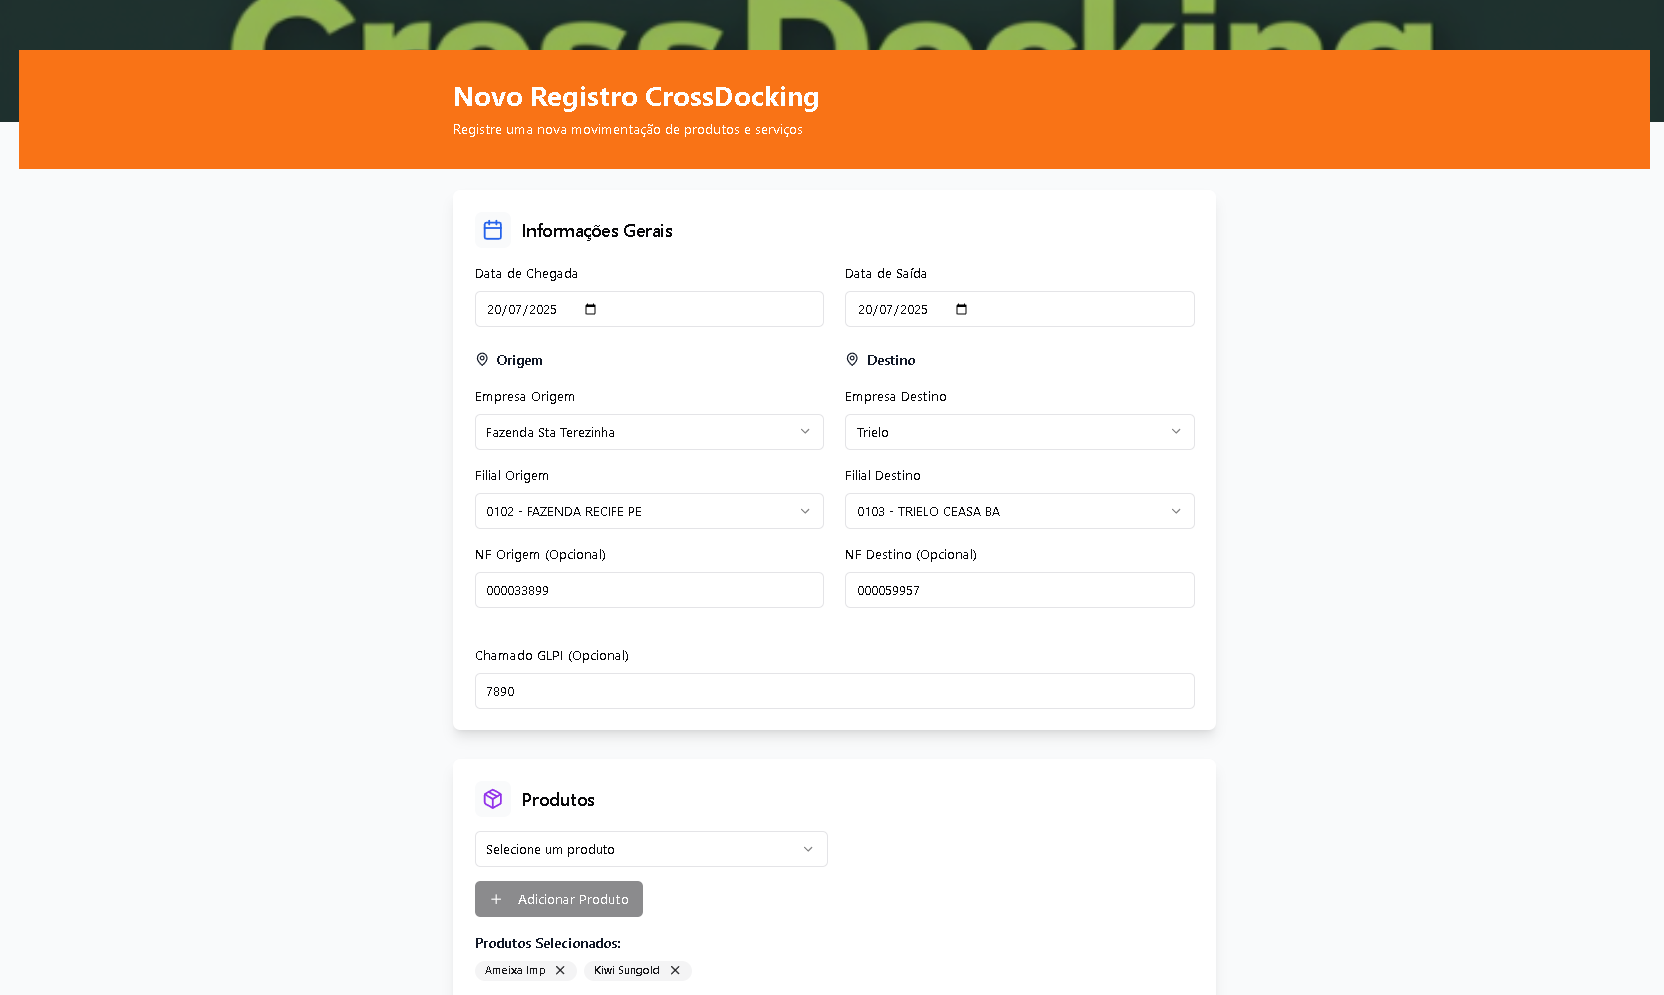 CrossDocking
Novo Registro CrossDocking
Registre uma nova movimentação de produtos e serviços
Informações Gerais
Data de Chegada
Data de Saída
20/07/2025
20/07/2025
Origem
Destino
Empresa Origem
Empresa Destino
Fazenda Sta Terezinha
Trielo
Filial Origem
Filial Destino
0102 - FAZENDA RECIFE PE
0103 - TRIELO CEASA BA
NF Origem (Opcional)
NF Destino (Opcional)
000033899
000059957
Chamado GLPI (Opcional)
7890
Produtos
Selecione um produto
+ Adicionar Produto
Produtos Selecionados:
Ameixa Imp
Kiwi Sungold